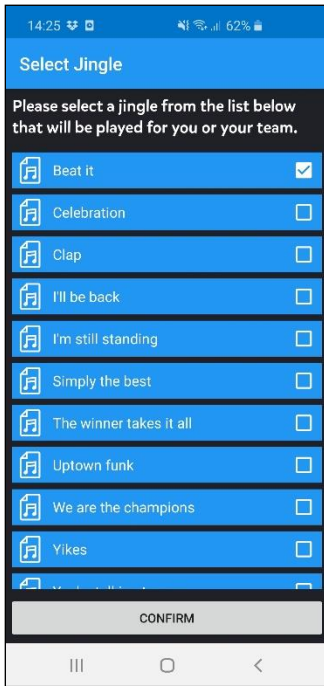 14:25 62%
Select Jingle
Please select a jingle from the list below
that will be played for you or your team.
Beat it
Celebration
Clap
I'll be back
I'm still standing
Simply the best
The winner takes it all
Uptown funk
We are the champions
Yikes
CONFIRM